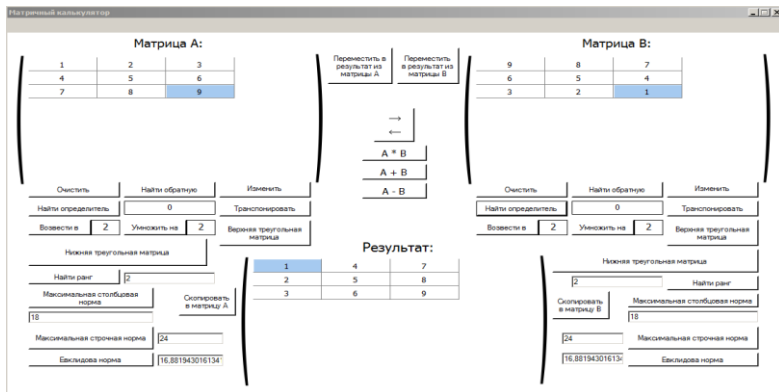 Матричный калькулятор
Матрица A:
1 2 3
4 5 6
7 8 9
Переместить в
результат из
матрицы A
Переместить
в результат из
матрицы B
→
←
A * B
A + B
A - B
Матрица B:
9 8 7
6 5 4
3 2 1
Очистить
Найти обратную
Изменить
Найти определитель
0
Транспонировать
Возвести в
2
Умножить на
2
Верхняя треугольная
матрица
Нижняя треугольная матрица
Найти ранг
2
Максимальная столбцовая
норма
18
Скопировать
в матрицу A
Максимальная строчная норма
24
Евклидова норма
16,881943016134
Результат:
1 4 7
2 5 8
3 6 9
Очистить
Найти обратную
Изменить
Найти определитель
0
Транспонировать
Возвести в
2
Умножить на
2
Верхняя треугольная
матрица
Нижняя треугольная матрица
2
Найти ранг
Скопировать
в матрицу B
Максимальная столбцовая норма
18
24
Максимальная строчная норма
16,88194301613
Евклидова норма